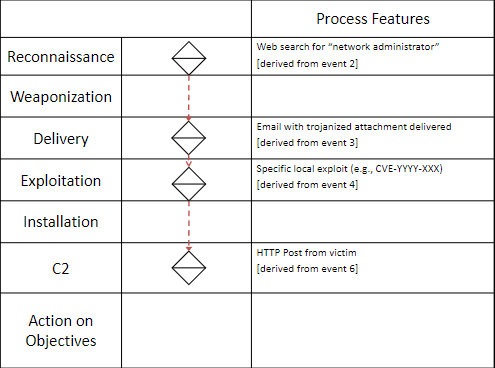 Process Features
Reconnaissance
Web search for “network administrator”
[derived from event 2]
Weaponization
Delivery
Email with trojanized attachment delivered
[derived from event 3]
Exploitation
Specific local exploit (e.g., CVE-YYYY-XXX)
[derived from event 4]
Installation
C2
HTTP Post from victim
[derived from event 6]
Action on
Objectives